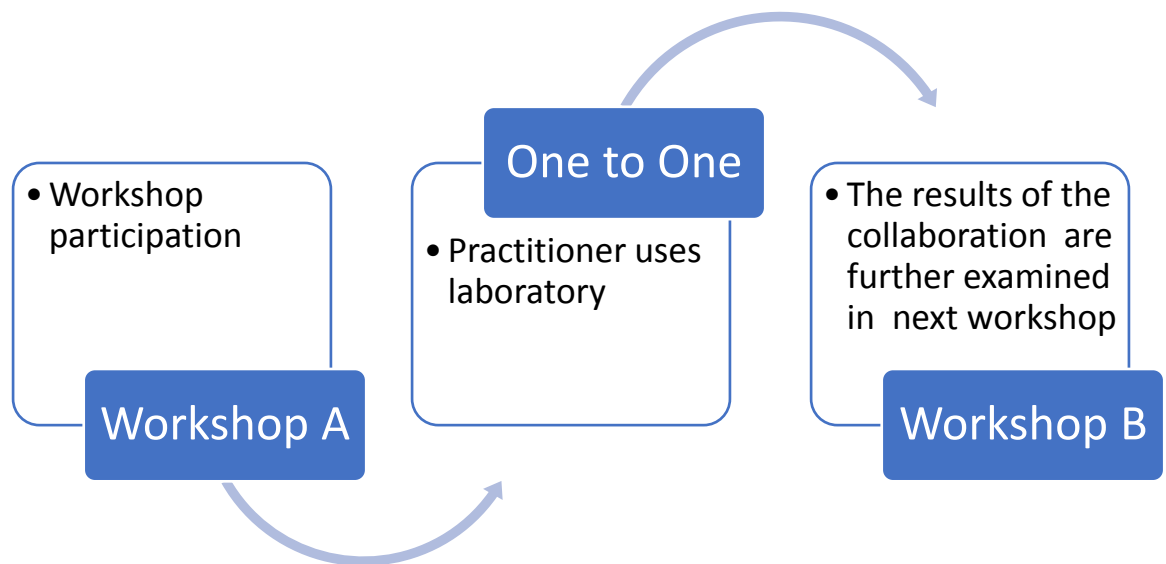 • Workshop
participation
Workshop A
One to One
• Practitioner uses
laboratory
• The results of the
collaboration are
further examined
in next workshop
Workshop B